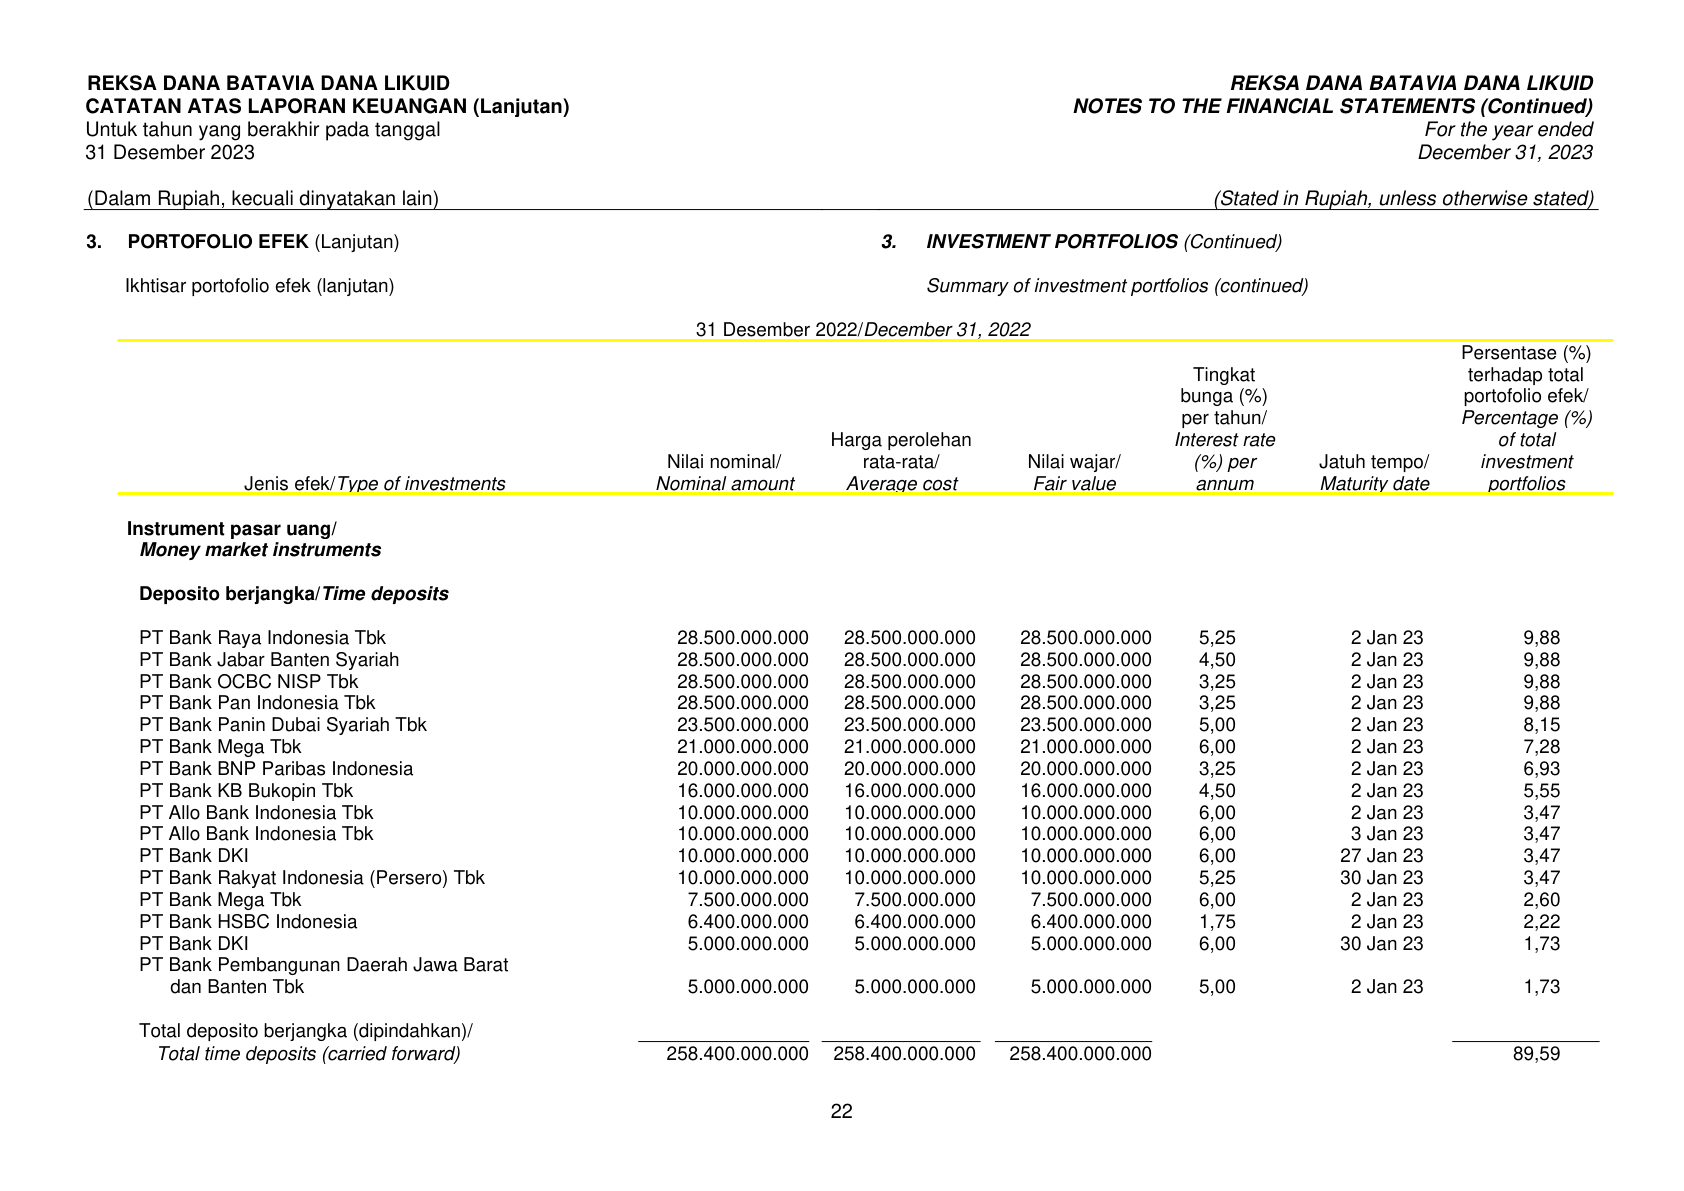 REKSA DANA BATAVIA DANA LIKUID
CATATAN ATAS LAPORAN KEUANGAN (Lanjutan)
Untuk tahun yang berakhir pada tanggal
31 Desember 2023
(Dalam Rupiah, kecuali dinyatakan lain)
REKSA DANA BATAVIA DANA LIKUID
NOTES TO THE FINANCIAL STATEMENTS (Continued)
For the year ended
December 31, 2023
(Stated in Rupiah, unless otherwise stated)
3. PORTOFOLIO EFEK (Lanjutan)
Ikhtisar portofolio efek (lanjutan)
3. INVESTMENT PORTFOLIOS (Continued)
Summary of investment portfolios (continued)
31 Desember 2022/December 31, 2022
Jenis efek/Type of investments
Nilai nominal/
Nominal amount
Harga perolehan
rata-rata/
Average cost
Nilai wajar/
Fair value
Tingkat
bunga (%)
per tahun/
Interest rate
(%) per
annum
Jatuh tempo/
Maturity date
Persentase (%)
terhadap total
portofolio efek/
Percentage (%)
of total
investment
portfolios
Instrument pasar uang/
Money market instruments
Deposito berjangka/Time deposits
PT Bank Raya Indonesia Tbk 28.500.000.000 28.500.000.000 28.500.000.000 5,25 2 Jan 23 9,88
PT Bank Jabar Banten Syariah 28.500.000.000 28.500.000.000 28.500.000.000 4,50 2 Jan 23 9,88
PT Bank OCBC NISP Tbk 28.500.000.000 28.500.000.000 28.500.000.000 3,25 2 Jan 23 9,88
PT Bank Pan Indonesia Tbk 28.500.000.000 28.500.000.000 28.500.000.000 3,25 2 Jan 23 9,88
PT Bank Panin Dubai Syariah Tbk 23.500.000.000 23.500.000.000 23.500.000.000 5,00 2 Jan 23 8,15
PT Bank Mega Tbk 21.000.000.000 21.000.000.000 21.000.000.000 6,00 2 Jan 23 7,28
PT Bank BNP Paribas Indonesia 20.000.000.000 20.000.000.000 20.000.000.000 3,25 2 Jan 23 6,93
PT Bank KB Bukopin Tbk 16.000.000.000 16.000.000.000 16.000.000.000 4,50 2 Jan 23 5,55
PT Allo Bank Indonesia Tbk 10.000.000.000 10.000.000.000 10.000.000.000 6,00 2 Jan 23 3,47
PT Allo Bank Indonesia Tbk 10.000.000.000 10.000.000.000 10.000.000.000 6,00 3 Jan 23 3,47
PT Bank DKI 10.000.000.000 10.000.000.000 10.000.000.000 6,00 27 Jan 23 3,47
PT Bank Rakyat Indonesia (Persero) Tbk 10.000.000.000 10.000.000.000 10.000.000.000 5,25 30 Jan 23 3,47
PT Bank Mega Tbk 7.500.000.000 7.500.000.000 7.500.000.000 6,00 2 Jan 23 2,60
PT Bank HSBC Indonesia 6.400.000.000 6.400.000.000 6.400.000.000 1,75 2 Jan 23 2,22
PT Bank DKI 5.000.000.000 5.000.000.000 5.000.000.000 6,00 30 Jan 23 1,73
PT Bank Pembangunan Daerah Jawa Barat
dan Banten Tbk 5.000.000.000 5.000.000.000 5.000.000.000 5,00 2 Jan 23 1,73
Total deposito berjangka (dipindahkan)/
Total time deposits (carried forward) 258.400.000.000 258.400.000.000 258.400.000.000 89,59
22